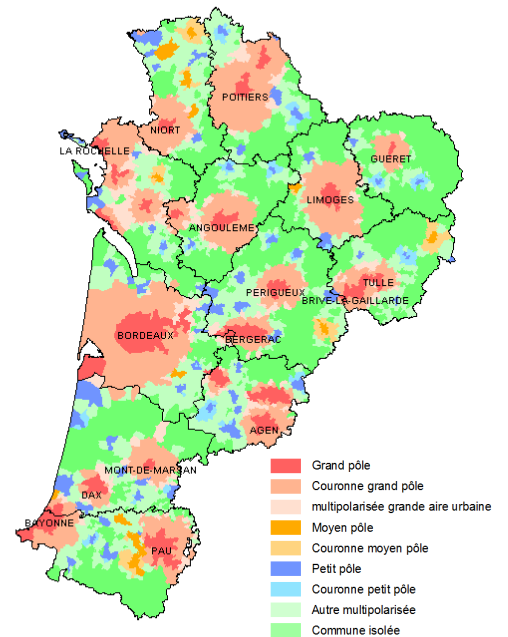 POITIERS
NIORT
LA ROCHELLE
GUERET
LIMOGES
ANGOULEME
TULLE
PERIGUEUX
BRIVE-LA-GAILLARDE
BORDEAUX
BERGERAC
AGEN
MONT-DE-MARSAN
DAX
BAYONNE
PAU
Grand pôle
Couronne grand pôle
multipolarisée grande aire urbaine
Moyen pôle
Couronne moyen pôle
Petit pôle
Couronne petit pôle
Autre multipolarisée
Commune isolée